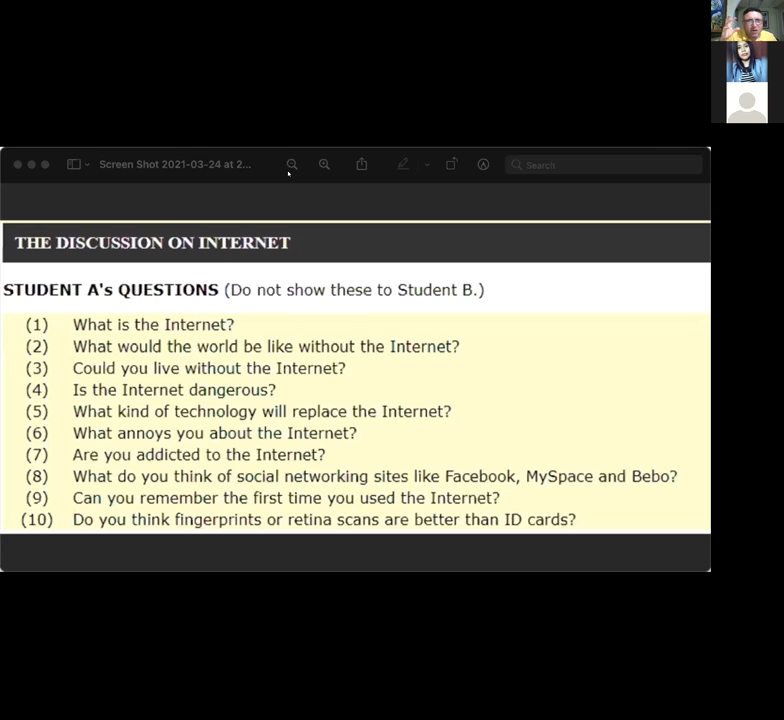 Screen Shot 2021-03-24 at 2...
Search
THE DISCUSSION ON INTERNET
STUDENT A's QUESTIONS (Do not show these to Student B.)
(1) What is the Internet?
(2) What would the world be like without the Internet?
(3) Could you live without the Internet?
(4) Is the Internet dangerous?
(5) What kind of technology will replace the Internet?
(6) What annoys you about the Internet?
(7) Are you addicted to the Internet?
(8) What do you think of social networking sites like Facebook, MySpace and Bebo?
(9) Can you remember the first time you used the Internet?
(10) Do you think fingerprints or retina scans are better than ID cards?